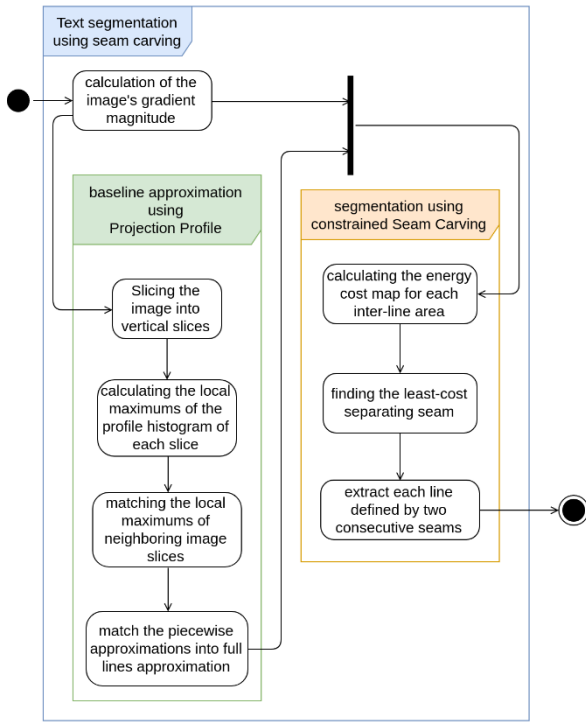 Text segmentation
using seam carving
calculation of the
image's gradient
magnitude
baseline approximation
using
Projection Profile
Slicing the
image into
vertical slices
calculating the local
maximums of the
profile histogram of
each slice
matching the local
maximums of
neighboring image
slices
match the piecewise
approximations into full
lines approximation
segmentation using
constrained Seam Carving
calculating the energy
cost map for each
inter-line area
finding the least-cost
separating seam
extract each line
defined by two
consecutive seams